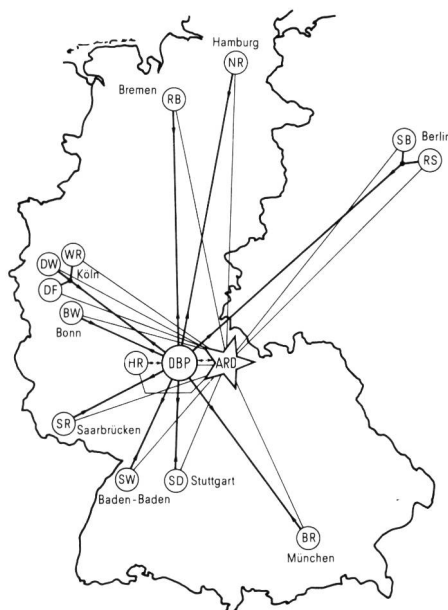 Hamburg
NR
Bremen
RB
SB
Berlin
RS
WR
DW
Köln
DF
BW
Bonn
HR
DBP
ARD
SR
Saarbrücken
SW
SD
Stuttgart
Baden-Baden
BR
München